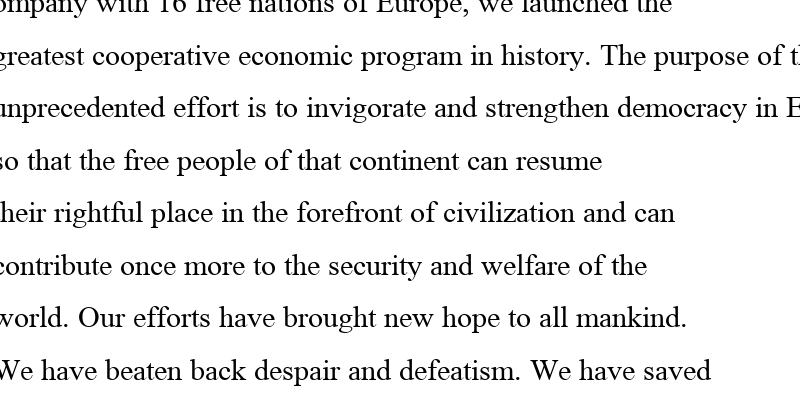 ompany with 16 free nations of Europe, we launched the
greatest cooperative economic program in history. The purpose of th
unprecedented effort is to invigorate and strengthen democracy in E
so that the free people of that continent can resume
their rightful place in the forefront of civilization and can
contribute once more to the security and welfare of the
world. Our efforts have brought new hope to all mankind.
We have beaten back despair and defeatism. We have saved